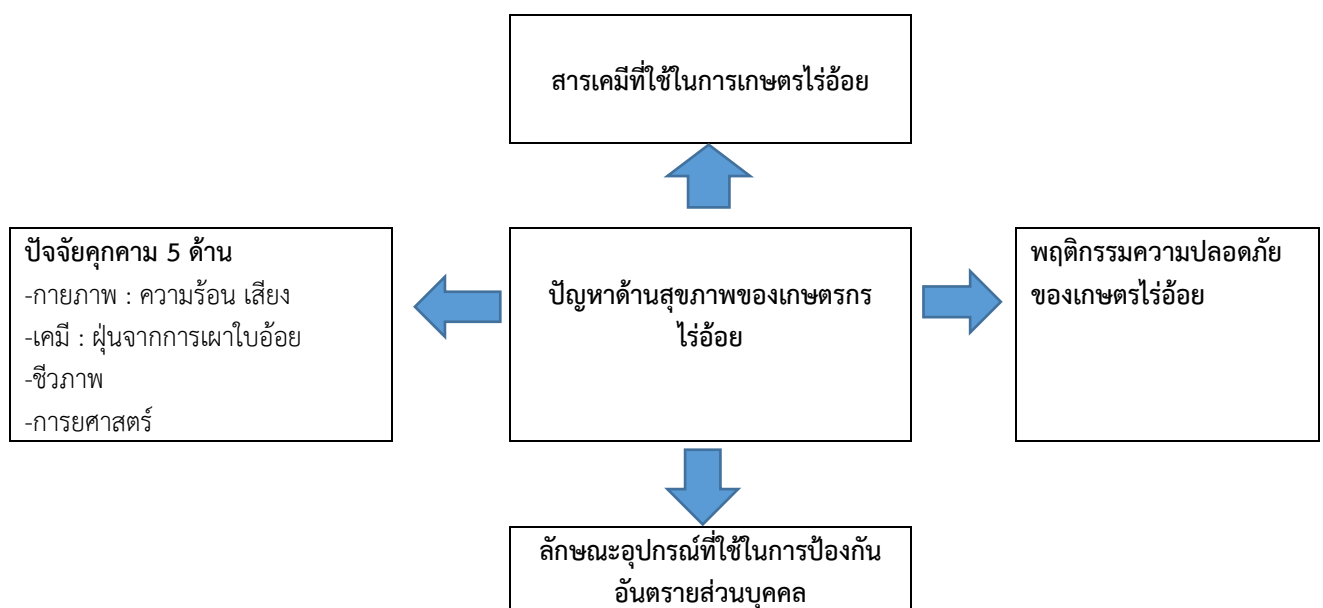 สารเคมีที่ใช้ในการเกษตรไร่อ้อย
ปัจจัยคุกคาม 5 ด้าน
-กายภาพ : ความร้อน เสียง
-เคมี : ฝุ่นจากการเผาใบอ้อย
-ชีวภาพ
-การยศาสตร์
ปัญหาด้านสุขภาพของเกษตรกร
ไร่อ้อย
พฤติกรรมความปลอดภัย
ของเกษตรไร่อ้อย
ลักษณะอุปกรณ์ที่ใช้ในการป้องกัน
อันตรายส่วนบุคคล